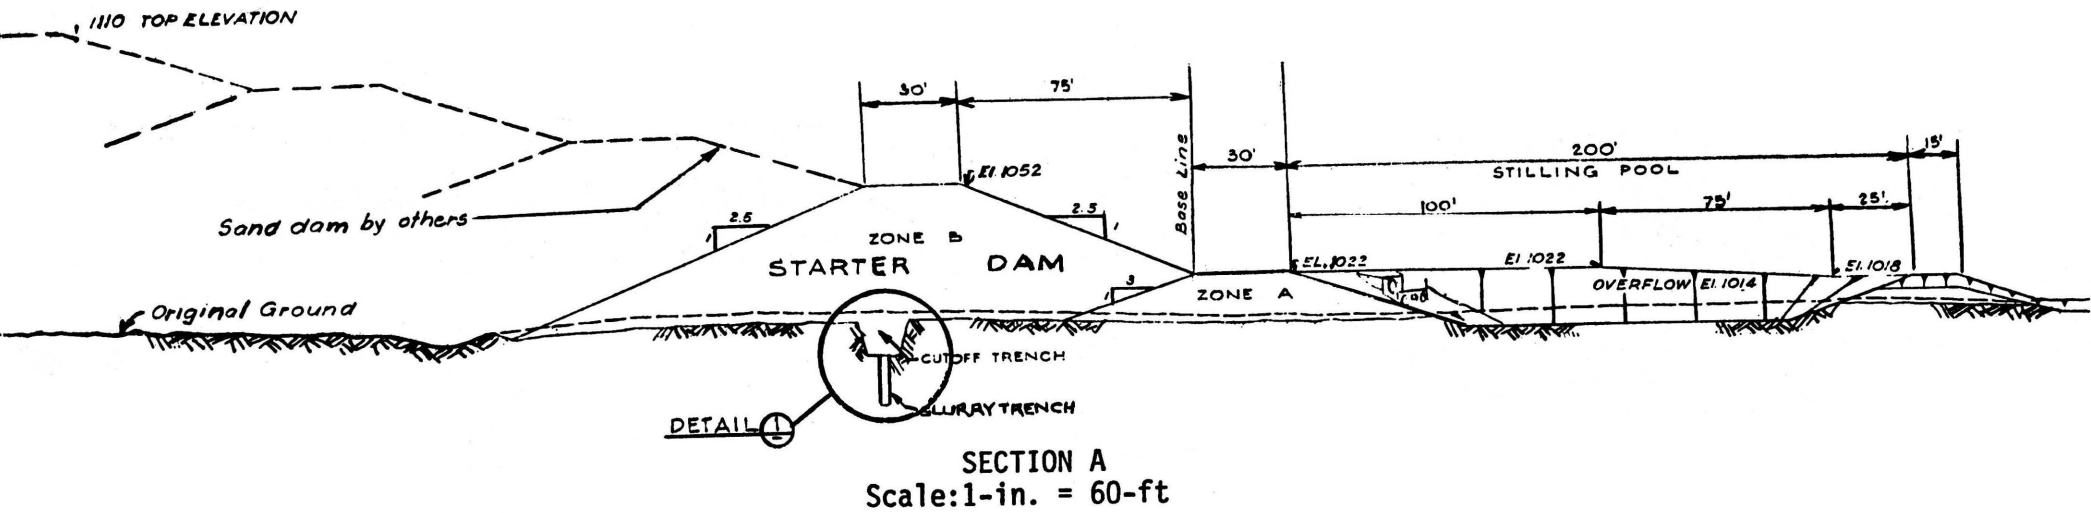 1110 TOP ELEVATION
30'
75'
Base Line
30'
200'
15'
STILLING POOL
El. 1052
100'
75'
25'
Sand dam by others
2.5
1
2.5
1
ZONE B
STARTER DAM
EL. 1022
El 1022
El. 1018
3
1
ZONE A
OVERFLOW El. 1014
Original Ground
CUTOFF TRENCH
SLURRY TRENCH
DETAIL 1
SECTION A
Scale:1-in. = 60-ft